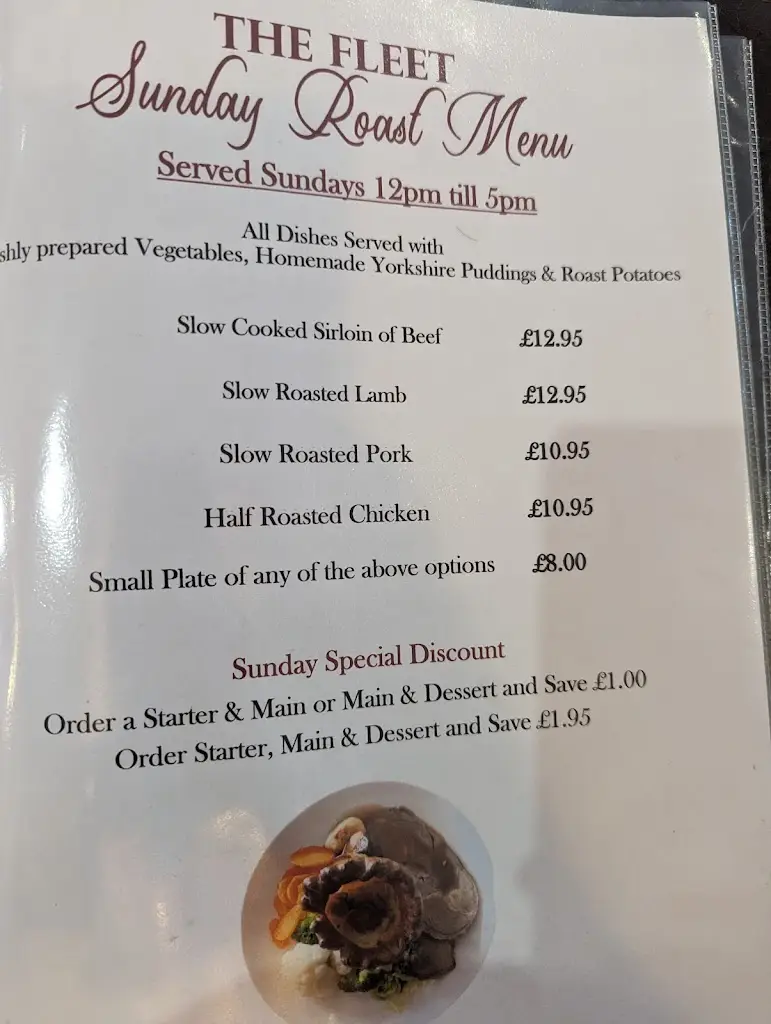 THE FLEET
Sunday Roast Menu
Served Sundays 12pm till 5pm
All Dishes Served with
prepared Vegetables, Homemade Yorkshire Puddings & Roast Potatoes
Slow Cooked Sirloin of Beef £12.95
Slow Roasted Lamb £12.95
Slow Roasted Pork £10.95
Half Roasted Chicken £10.95
Small Plate of any of the above options £8.00
Sunday Special Discount
Order a Starter & Main or Main & Dessert and Save £1.00
Order Starter, Main & Dessert and Save £1.95